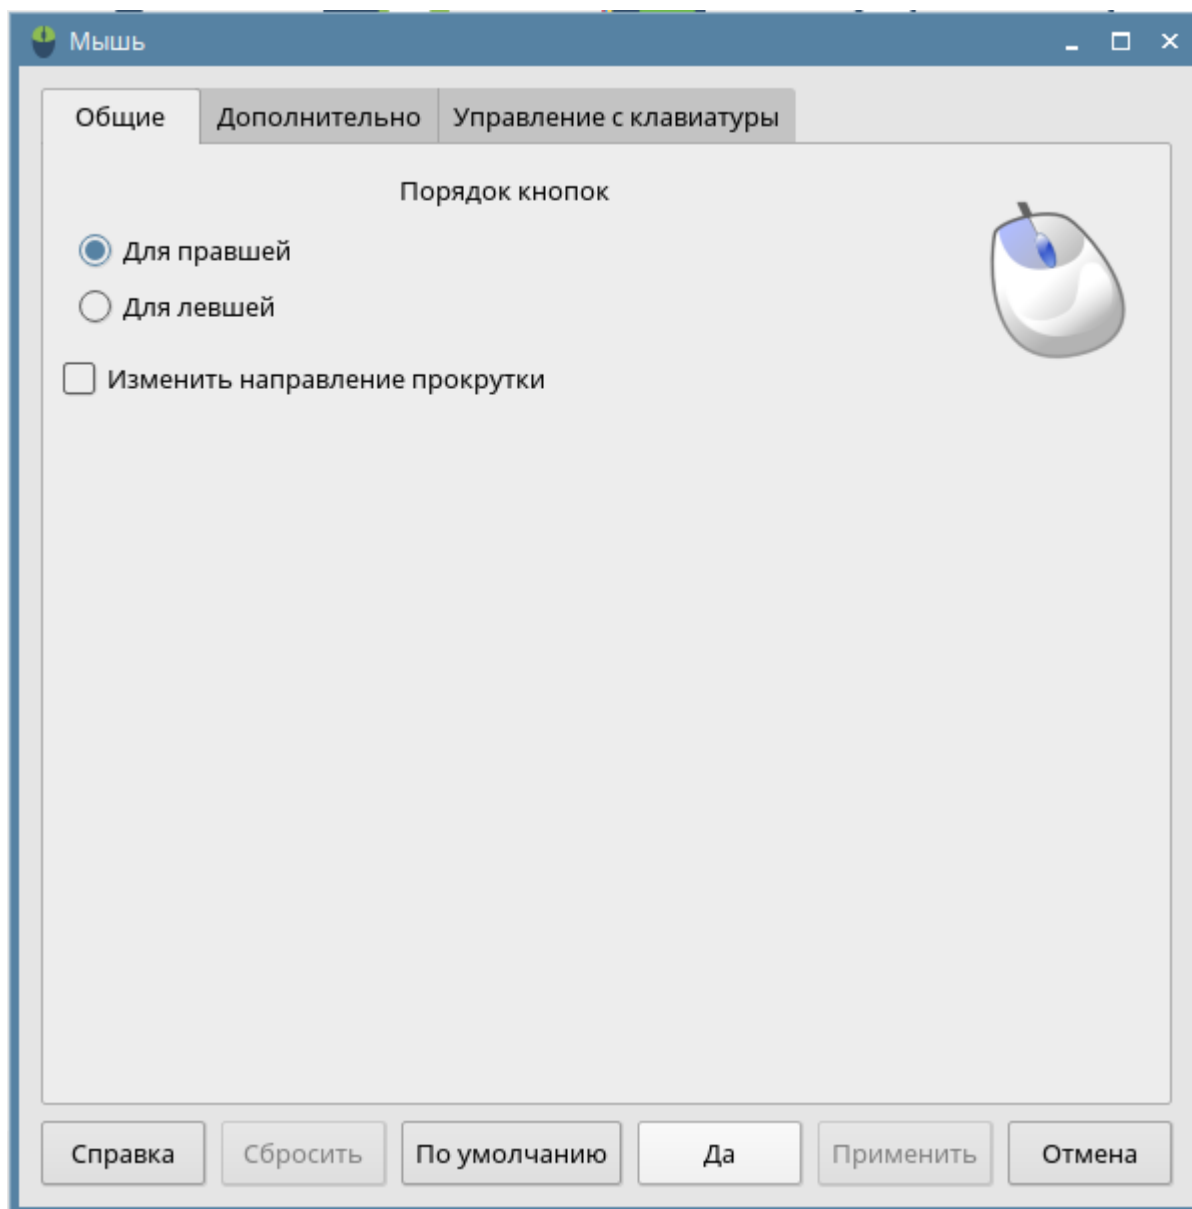 Мышь
Общие Дополнительно Управление с клавиатуры
Порядок кнопок
Для правшей
Для левшей
Изменить направление прокрутки
Справка Сбросить По умолчанию Да Применить Отмена